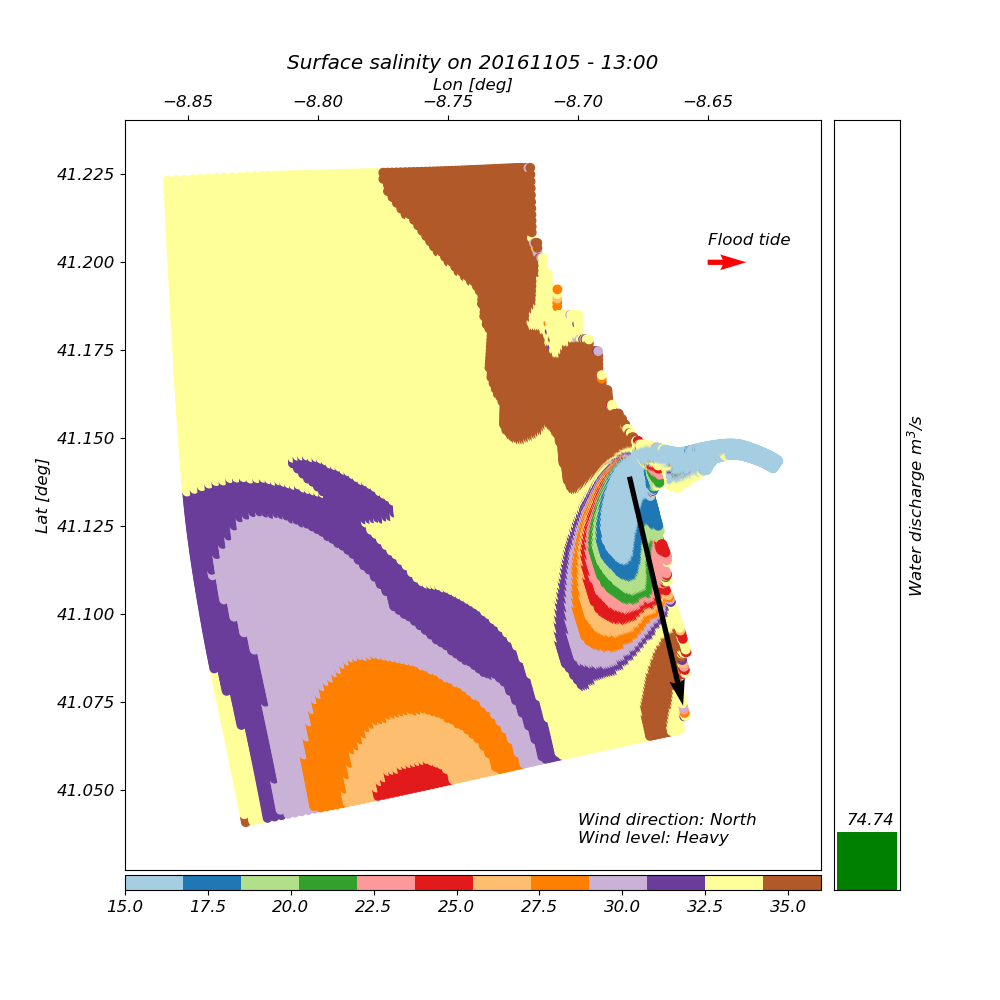 Surface salinity on 20161105 - 13:00
Lon [deg]
−8.85 −8.80 −8.75 −8.70 −8.65
41.225
41.200
41.175
41.150
41.125
41.100
41.075
41.050
Lat [deg]
Flood tide
Wind direction: North
Wind level: Heavy
15.0 17.5 20.0 22.5 25.0 27.5 30.0 32.5 35.0
74.74
Water discharge m³/s